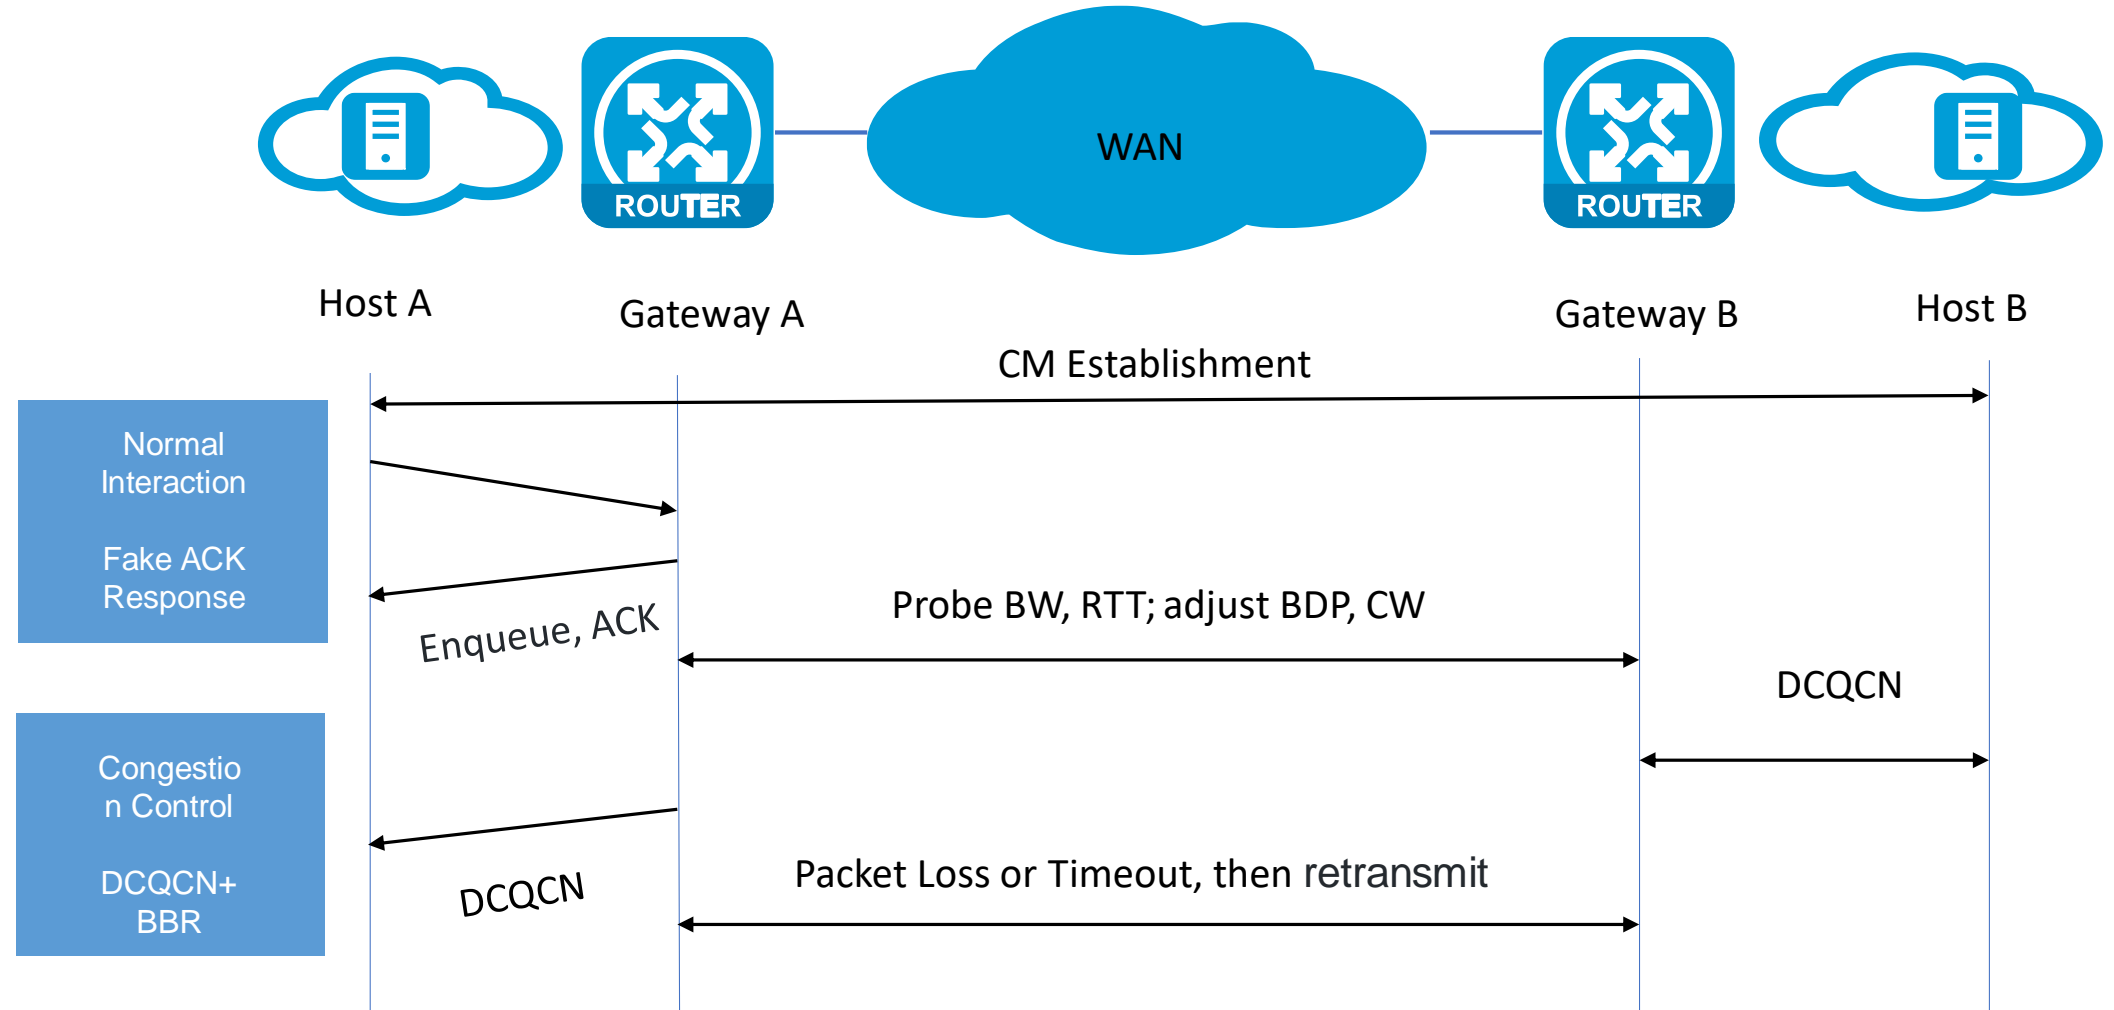 WAN
ROUTER
ROUTER
Host A
Gateway A
Gateway B
Host B
CM Establishment
Normal
Interaction
Fake ACK
Response
Enqueue, ACK
Probe BW, RTT; adjust BDP, CW
DCQCN
Congestio
n Control
DCQCN+
BBR
DCQCN
Packet Loss or Timeout, then retransmit